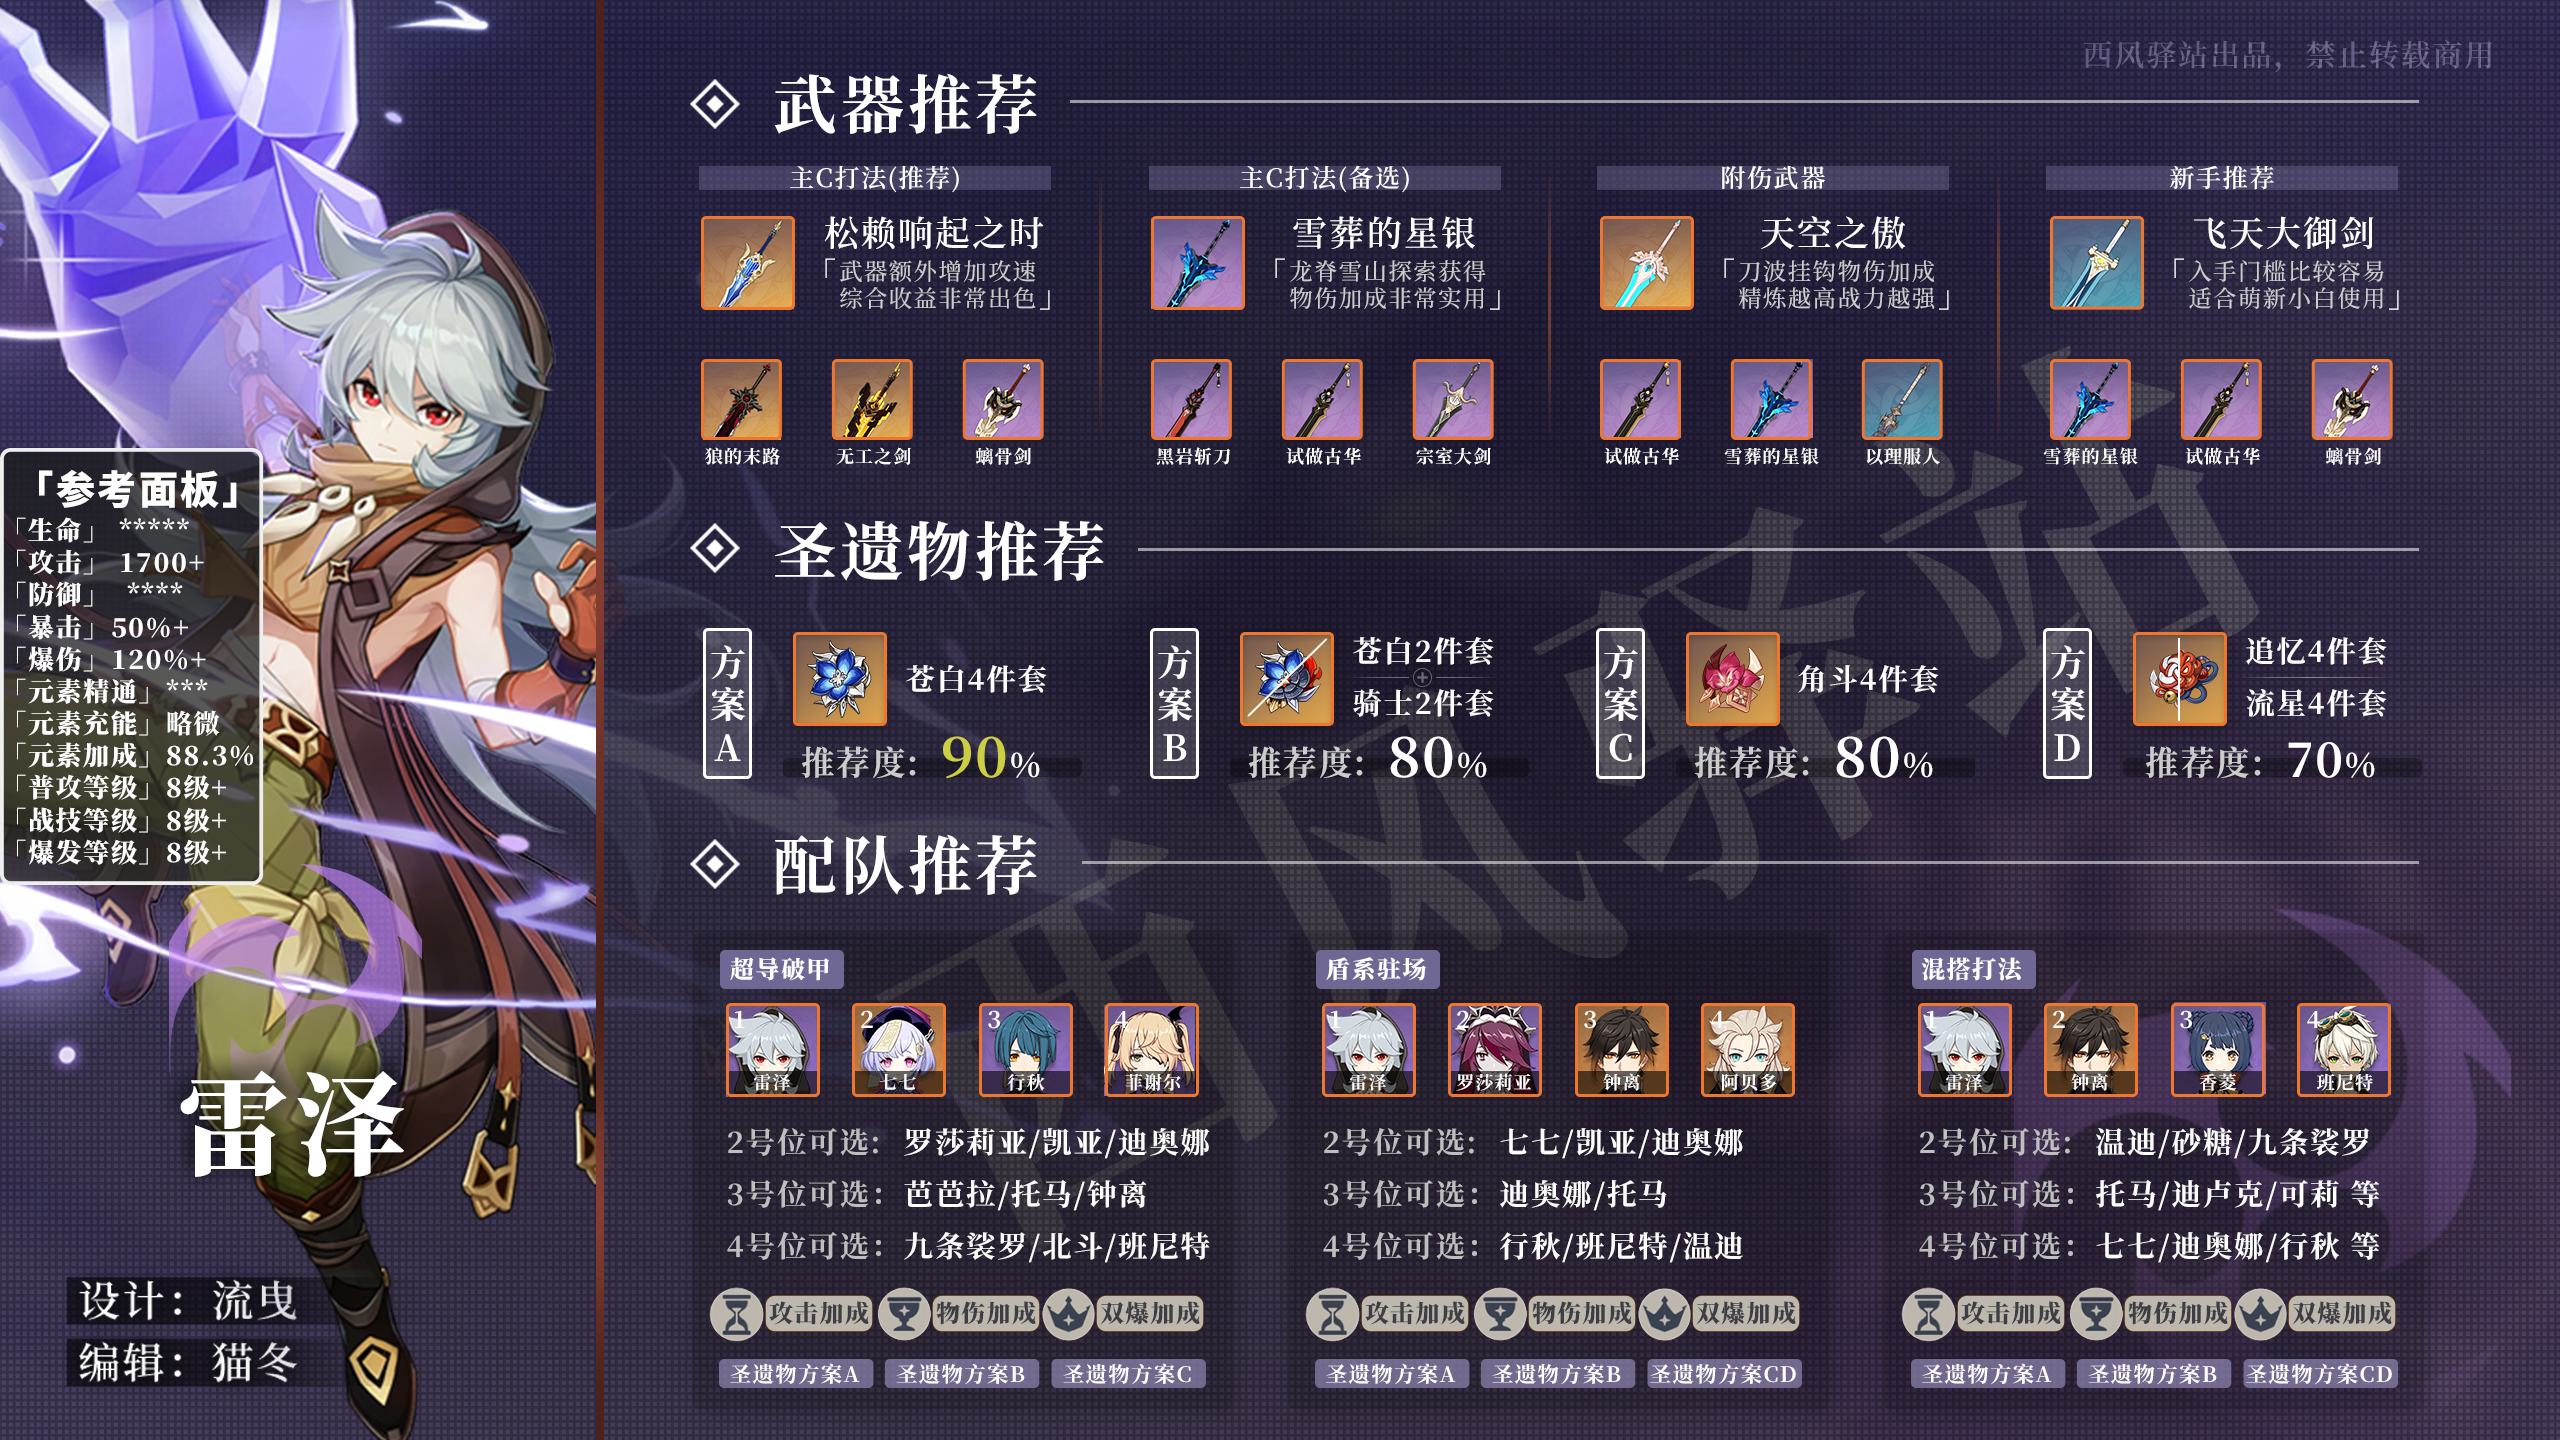 西风驿站出品，禁止转载商用
武器推荐
主C打法(推荐)
松赖响起之时
「武器额外增加攻速
综合收益非常出色」
狼的末路
无工之剑
螭骨剑
主C打法(备选)
雪葬的星银
「龙脊雪山探索获得
物伤加成非常实用」
黑岩斩刀
试做古华
宗室大剑
附伤武器
天空之傲
「刀波挂钩物伤加成
精炼越高战力越强」
试做古华
雪葬的星银
以理服人
新手推荐
飞天大御剑
「入手门槛比较容易
适合萌新小白使用」
雪葬的星银
试做古华
螭骨剑
圣遗物推荐
方案A
苍白4件套
推荐度：90%
方案B
苍白2件套
骑士2件套
推荐度：80%
方案C
角斗4件套
推荐度：80%
方案D
追忆4件套
流星4件套
推荐度：70%
配队推荐
超导破甲
1
雷泽
2
七七
3
行秋
4
菲谢尔
2号位可选：罗莎莉亚/凯亚/迪奥娜
3号位可选：芭芭拉/托马/钟离
4号位可选：九条裟罗/北斗/班尼特
攻击加成
物伤加成
双爆加成
圣遗物方案A
圣遗物方案B
圣遗物方案C
盾系驻场
1
雷泽
2
罗莎莉亚
3
钟离
4
阿贝多
2号位可选：七七/凯亚/迪奥娜
3号位可选：迪奥娜/托马
4号位可选：行秋/班尼特/温迪
攻击加成
物伤加成
双爆加成
圣遗物方案A
圣遗物方案B
圣遗物方案CD
混搭打法
1
雷泽
2
钟离
3
香菱
4
班尼特
2号位可选：温迪/砂糖/九条裟罗
3号位可选：托马/迪卢克/可莉 等
4号位可选：七七/迪奥娜/行秋 等
攻击加成
物伤加成
双爆加成
圣遗物方案A
圣遗物方案B
圣遗物方案CD
「参考面板」
「生命」 *****
「攻击」 1700+
「防御」 ****
「暴击」50%+
「爆伤」120%+
「元素精通」***
「元素充能」略微
「元素加成」88.3%
「普攻等级」8级+
「战技等级」8级+
「爆发等级」8级+
雷泽
设计：流曳
编辑：猫冬
西风驿站